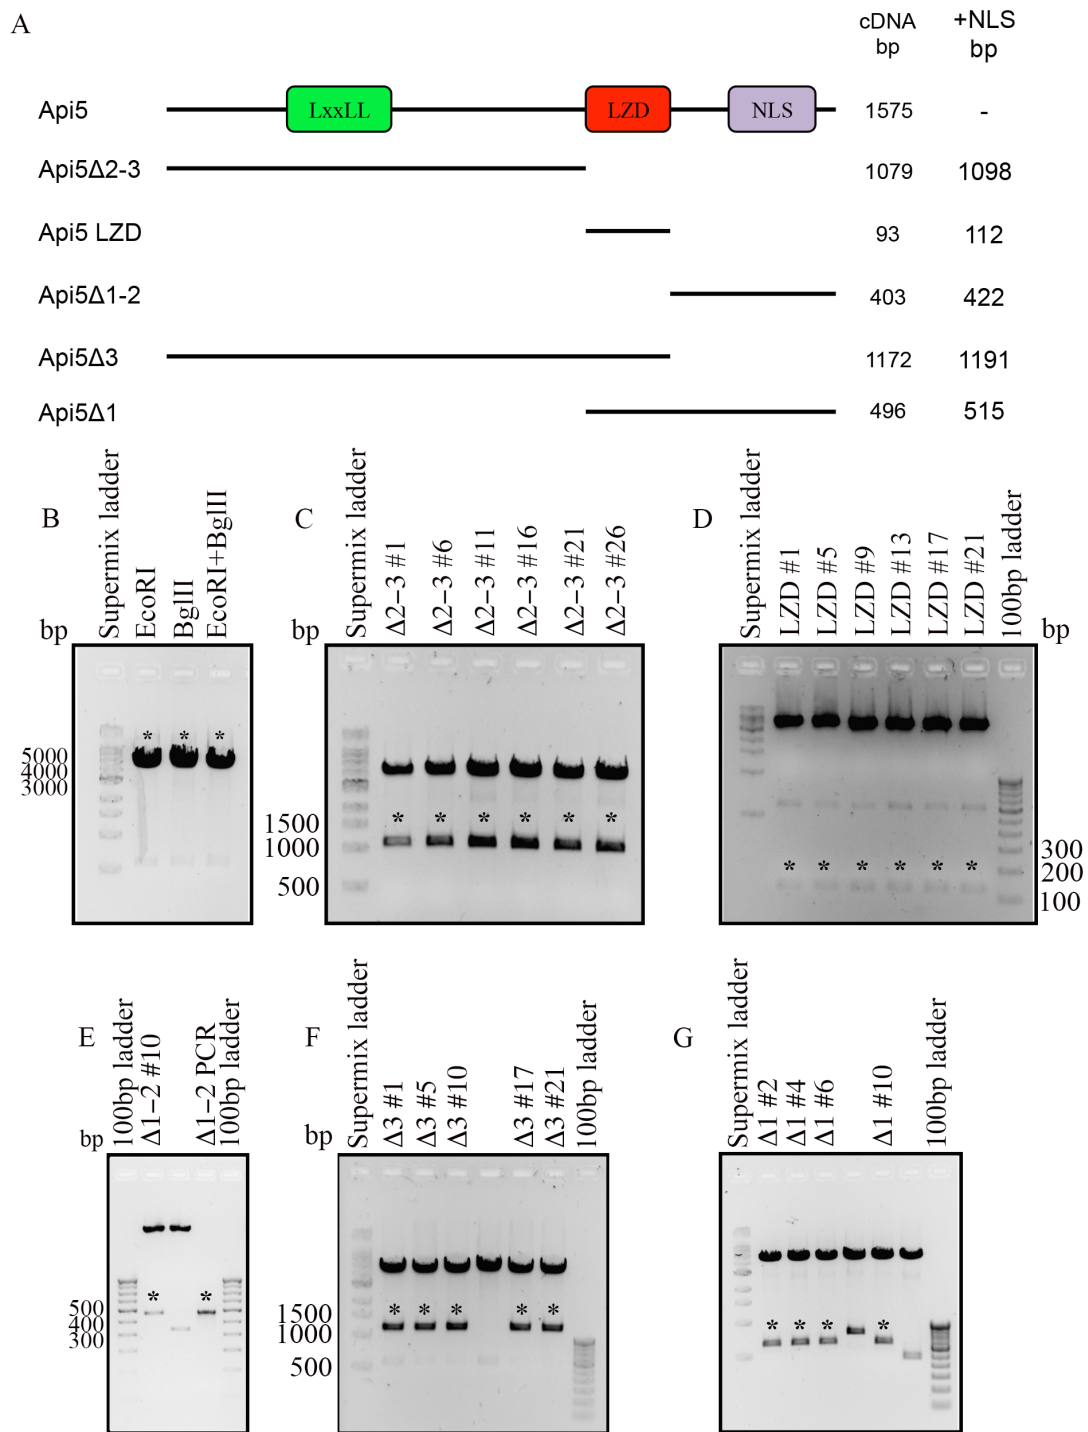 A
cDNA bp
+NLS bp
Api5 LxxLL LZD NLS 1575 -
Api5Δ2-3 1079 1098
Api5 LZD 93 112
Api5Δ1-2 403 422
Api5Δ3 1172 1191
Api5Δ1 496 515
B
bp
Supermix ladder
EcoRI
BglII
EcoRI+BglII
* * *
5000
4000
3000
C
bp
Supermix ladder
Δ2-3 #1
Δ2-3 #6
Δ2-3 #11
Δ2-3 #16
Δ2-3 #21
Δ2-3 #26
* * * * * *
1500
1000
500
D
Supermix ladder
LZD #1
LZD #5
LZD #9
LZD #13
LZD #17
LZD #21
100bp ladder
bp
* * * * * *
300
200
100
E
bp
100bp ladder
Δ1-2 #10
Δ1-2 PCR
100bp ladder
* *
500
400
300
F
bp
Supermix ladder
Δ3 #1
Δ3 #5
Δ3 #10
Δ3 #17
Δ3 #21
100bp ladder
* * * * *
1500
1000
500
G
Supermix ladder
Δ1 #2
Δ1 #4
Δ1 #6
Δ1 #10
100bp ladder
* * * *